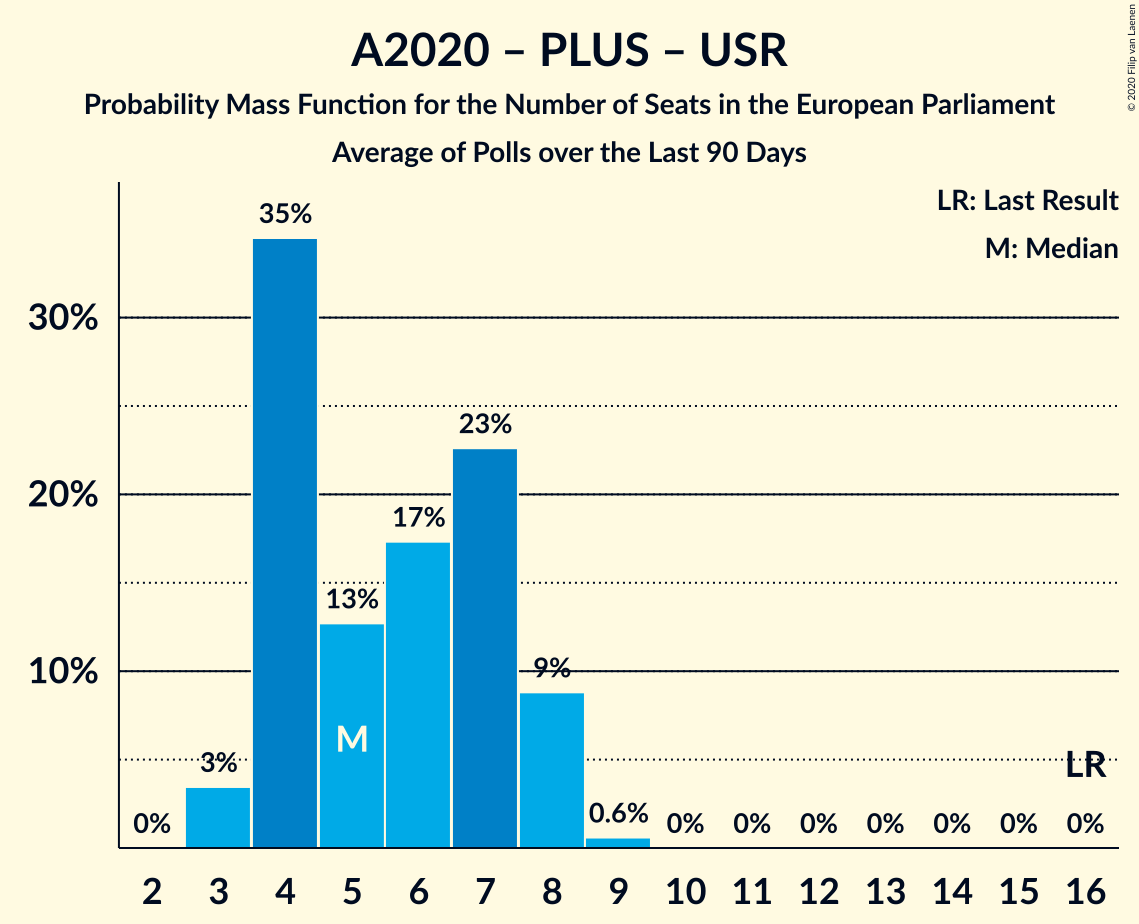 A2020 – PLUS – USR
Probability Mass Function for the Number of Seats in the European Parliament
Average of Polls over the Last 90 Days
© 2020 Filip van Laenen
LR: Last Result
M: Median
35%
30%
23%
20%
17%
13%
10%
9%
M
3%
LR
0%
0.6%
0%
0%
0%
0%
0%
0%
0%
2 3 4 5 6 7 8 9 10 11 12 13 14 15 16